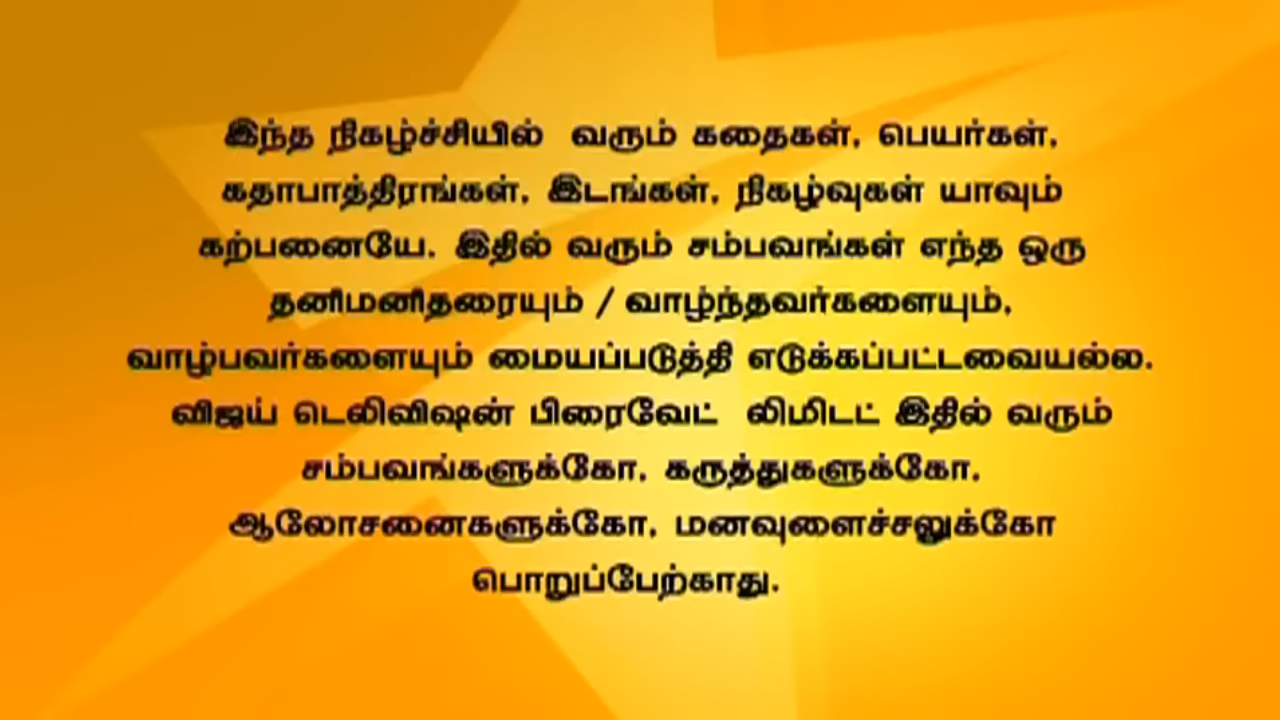 இந்த நிகழ்ச்சியில் வரும் கதைகள், பெயர்கள்,
கதாபாத்திரங்கள், இடங்கள், நிகழ்வுகள் யாவும்
கற்பனையே. இதில் வரும் சம்பவங்கள் எந்த ஒரு
தனிமனிதரையும் / வாழ்ந்தவர்களையும்,
வாழ்பவர்களையும் மையப்படுத்தி எடுக்கப்பட்டவையல்ல.
விஜய் டெலிவிஷன் பிரைவேட் லிமிடட் இதில் வரும்
சம்பவங்களுக்கோ, கருத்துகளுக்கோ,
ஆலோசனைகளுக்கோ, மனவுளைச்சலுக்கோ
பொறுப்பேற்காது.